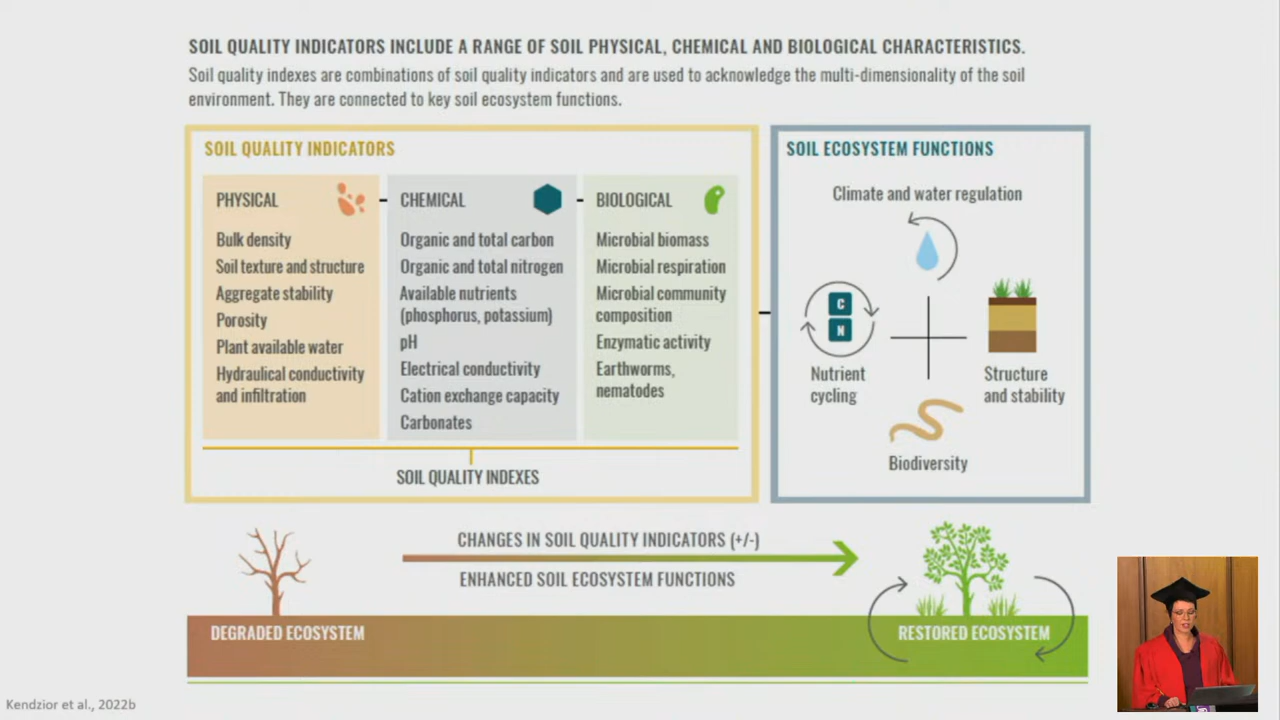 SOIL QUALITY INDICATORS INCLUDE A RANGE OF SOIL PHYSICAL, CHEMICAL AND BIOLOGICAL CHARACTERISTICS.
Soil quality indexes are combinations of soil quality indicators and are used to acknowledge the multi-dimensionality of the soil
environment. They are connected to key soil ecosystem functions.
SOIL QUALITY INDICATORS
PHYSICAL
Bulk density
Soil texture and structure
Aggregate stability
Porosity
Plant available water
Hydraulical conductivity
and infiltration
CHEMICAL
Organic and total carbon
Organic and total nitrogen
Available nutrients
(phosphorus, potassium)
pH
Electrical conductivity
Cation exchange capacity
Carbonates
BIOLOGICAL
Microbial biomass
Microbial respiration
Microbial community
composition
Enzymatic activity
Earthworms,
nematodes
SOIL QUALITY INDEXES
SOIL ECOSYSTEM FUNCTIONS
Climate and water regulation
C
N
Nutrient
cycling
Structure
and stability
Biodiversity
CHANGES IN SOIL QUALITY INDICATORS (+/-)
ENHANCED SOIL ECOSYSTEM FUNCTIONS
DEGRADED ECOSYSTEM
RESTORED ECOSYSTEM
Kendzior et al., 2022b